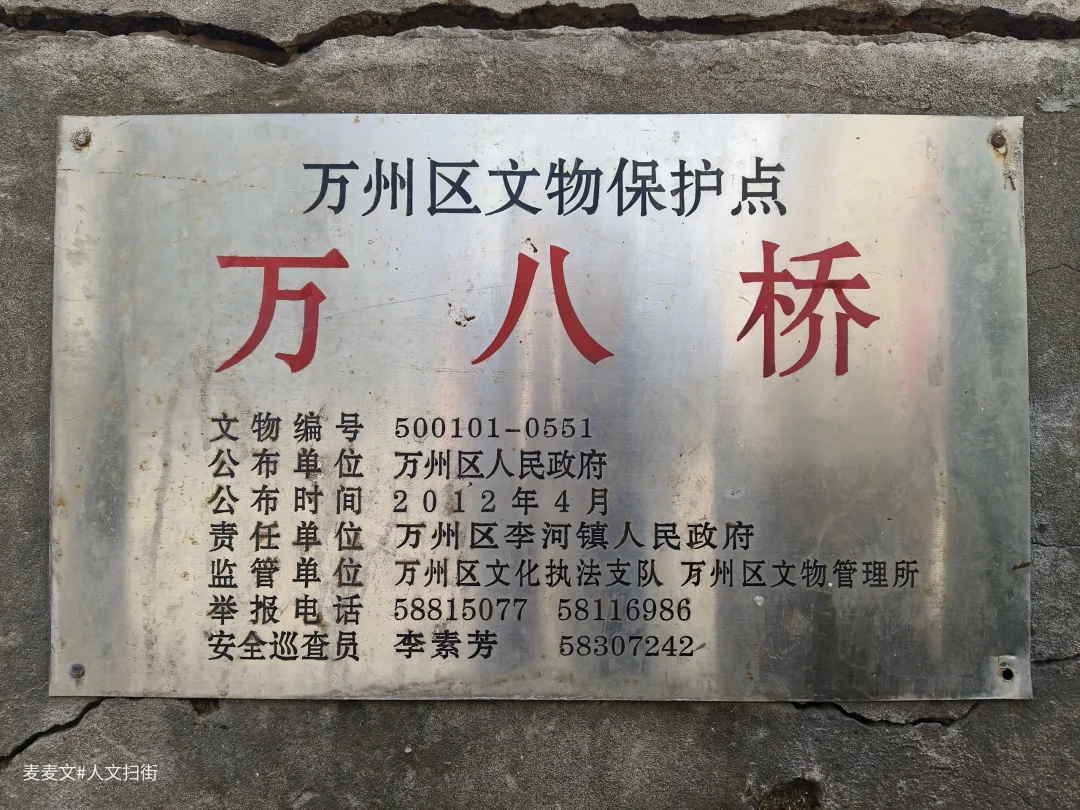 万州区文物保护点
万八桥
文物编号 500101-0551
公布单位 万州区人民政府
公布时间 2012年4月
责任单位 万州区李河镇人民政府
监管单位 万州区文化执法支队 万州区文物管理所
举报电话 58815077 58116986
安全巡查员 李素芳 58307242
麦麦文#人文扫街